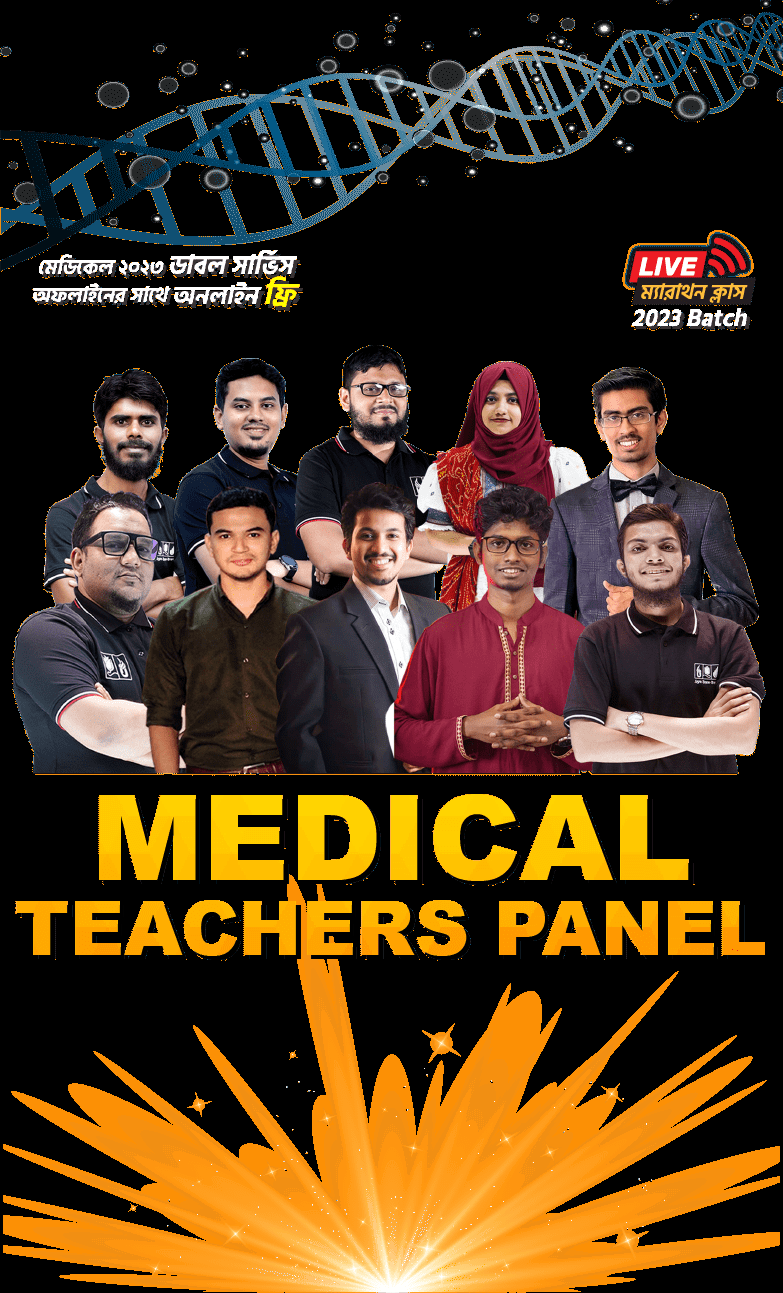 মেডিকেল ২০২৩ ডাবল সার্ভিস
অফলাইনের সাথে অনলাইন ফ্রি
LIVE
ম্যারাথন ক্লাস
2023 Batch
MEDICAL
TEACHERS PANEL